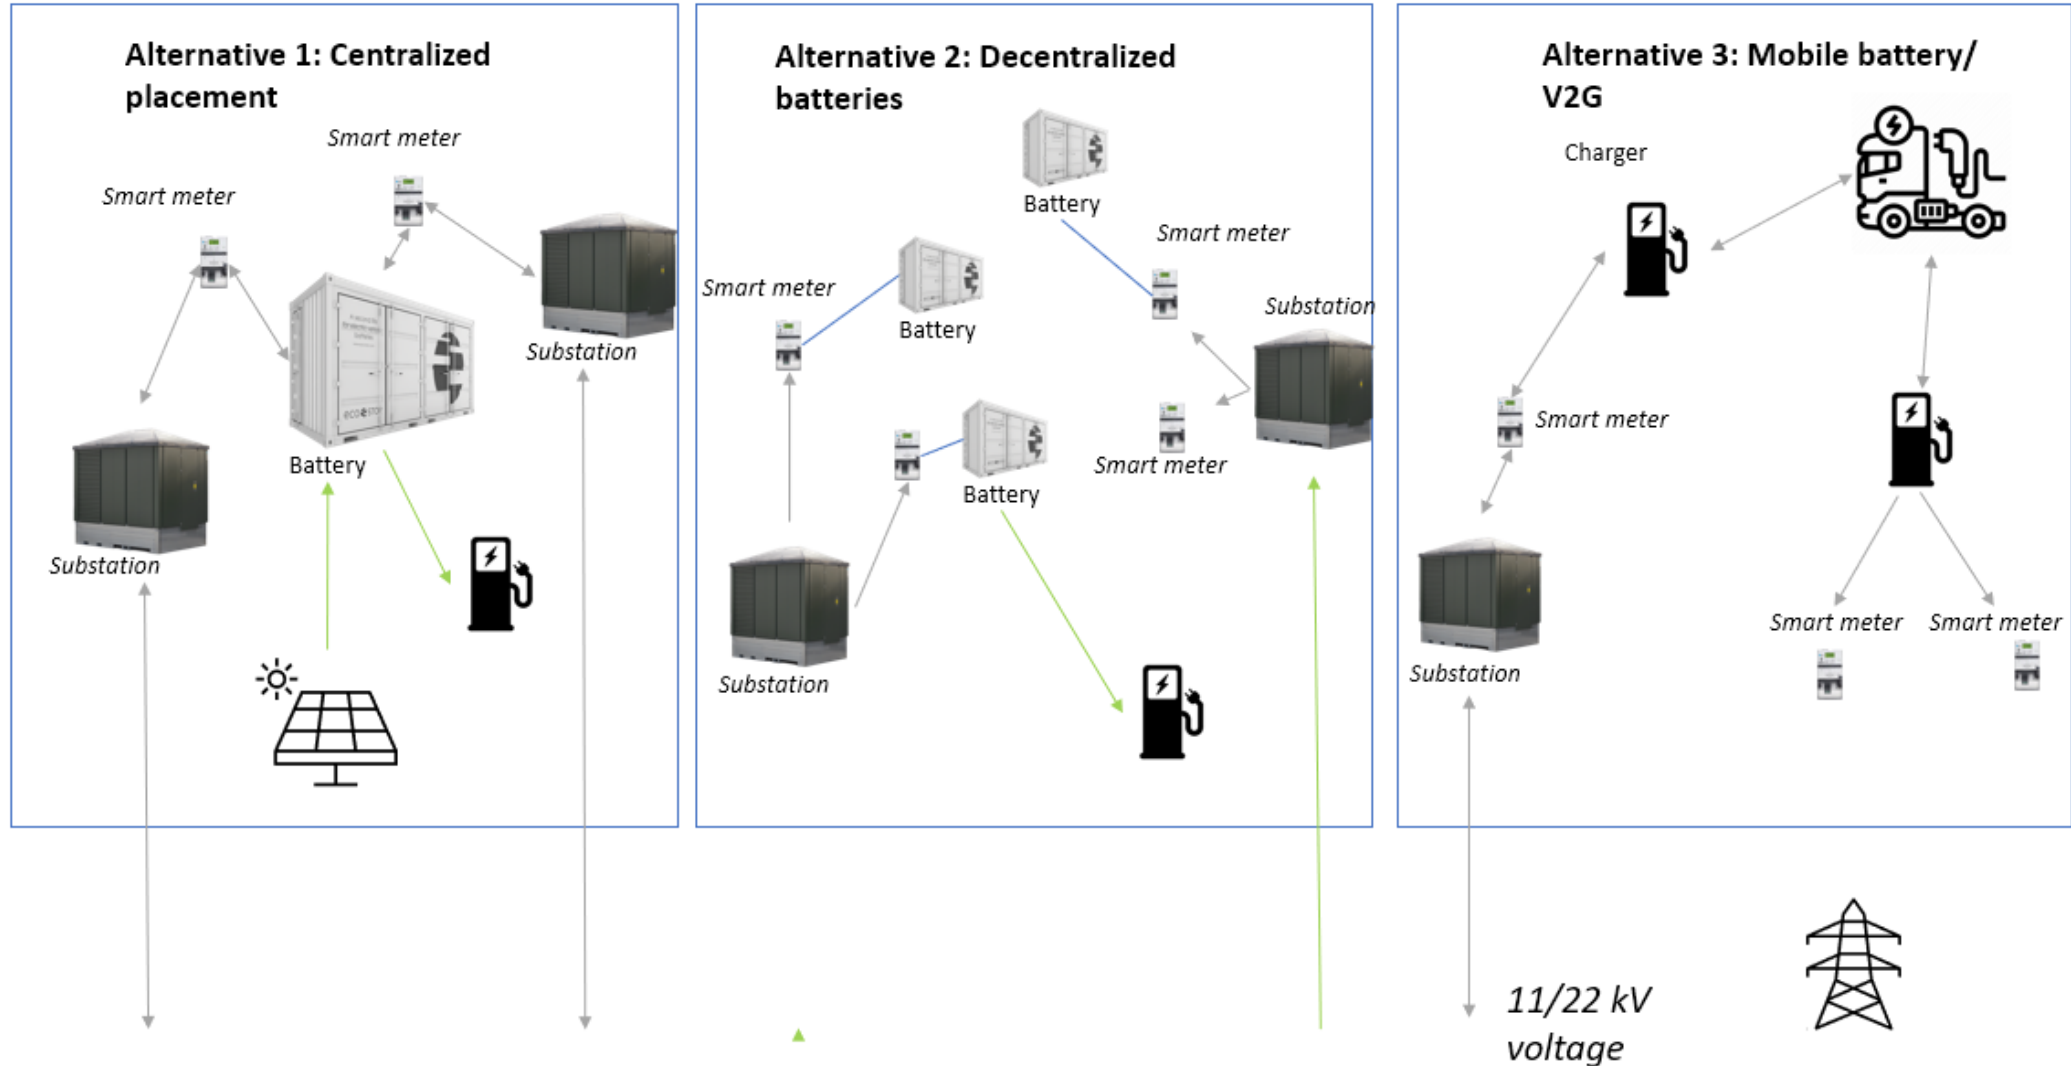 Alternative 1: Centralized
placement
Smart meter
Smart meter
Substation
Battery
Substation
eco
Alternative 2: Decentralized
batteries
Battery
Smart meter
Smart meter
Substation
Battery
Smart meter
Battery
Substation
Alternative 3: Mobile battery/
V2G
Charger
Smart meter
Smart meter
Smart meter
Substation
11/22 kV
voltage